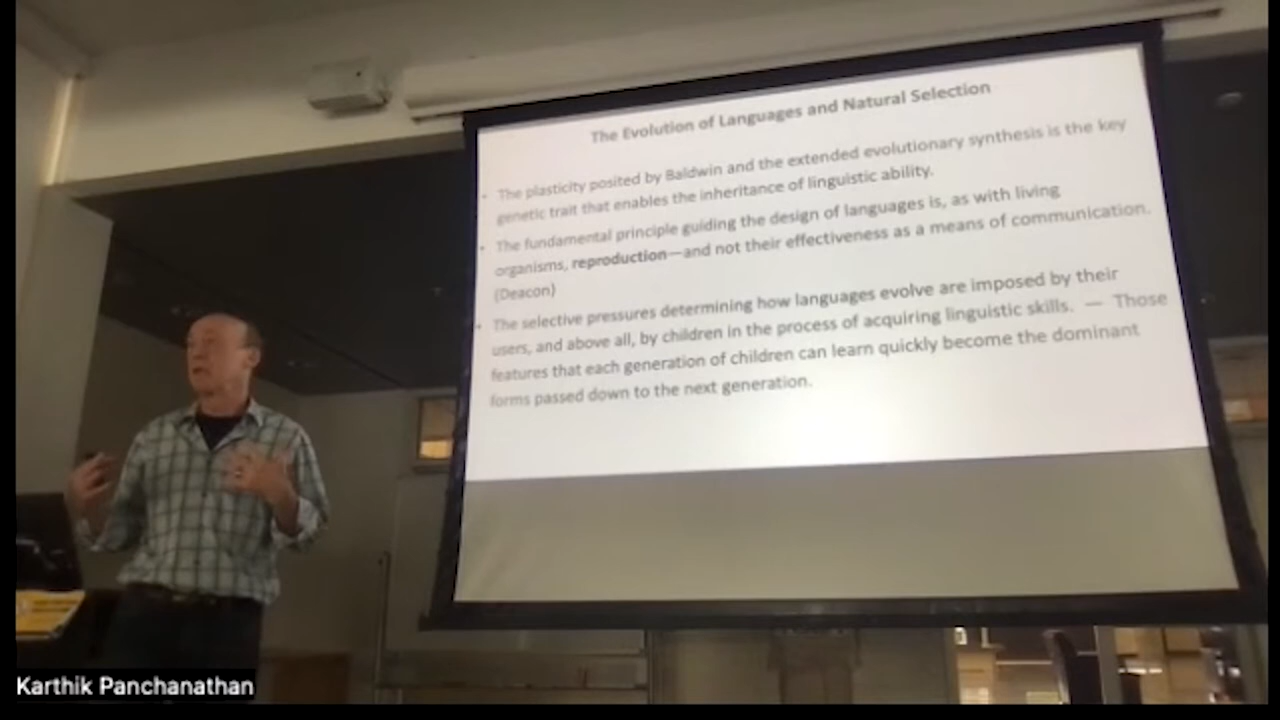 The Evolution of Languages and Natural Selection
• The plasticity posited by Baldwin and the extended evolutionary synthesis is the key
genetic trait that enables the inheritance of linguistic ability.
• The fundamental principle guiding the design of languages is, as with living
organisms, reproduction—and not their effectiveness as a means of communication.
(Deacon)
• The selective pressures determining how languages evolve are imposed by their
users, and above all, by children in the process of acquiring linguistic skills. — Those
features that each generation of children can learn quickly become the dominant
forms passed down to the next generation.
Karthik Panchanathan